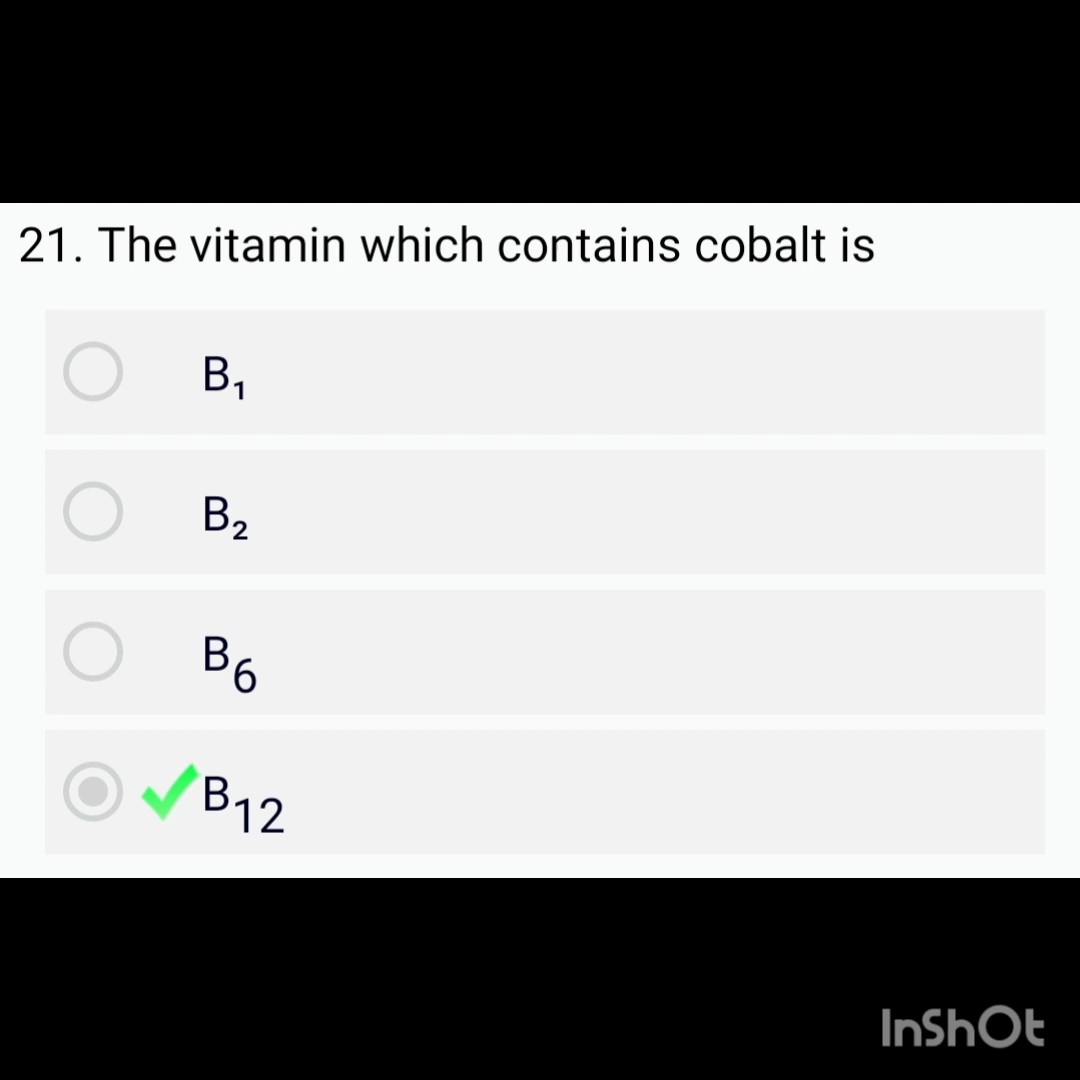 21. The vitamin which contains cobalt is
B₁
B₂
B₆
B₁₂
InShOt